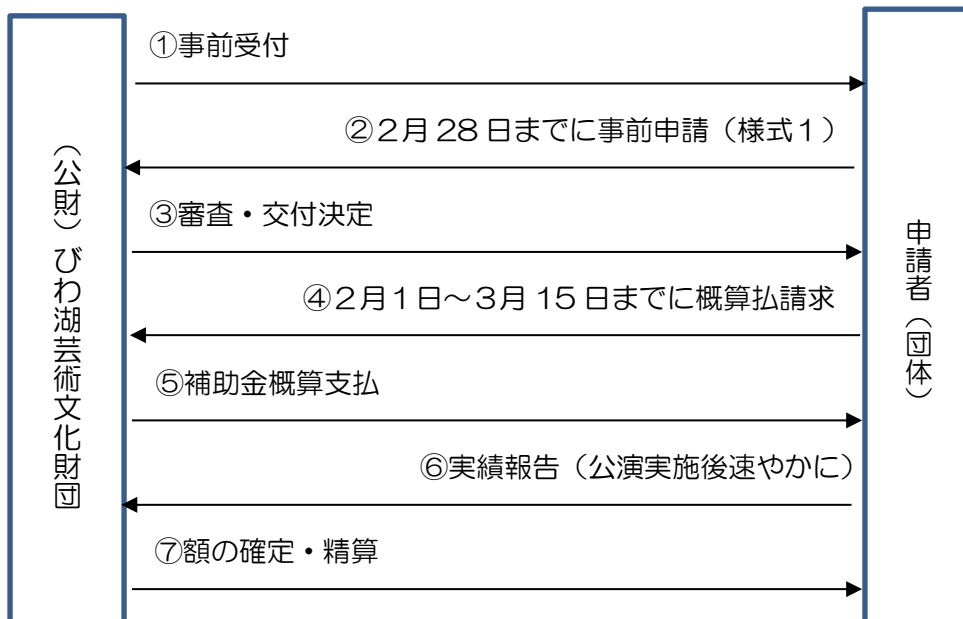 ①事前受付
②２月28日までに事前申請（様式１）
③審査・交付決定
④２月１日～３月15日までに概算払請求
⑤補助金概算支払
⑥実績報告（公演実施後速やかに）
⑦額の確定・精算
（公財）びわ湖芸術文化財団
申請者（団体）